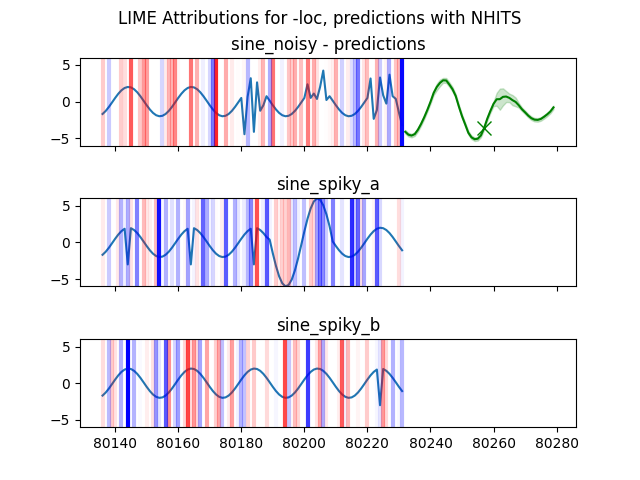 LIME Attributions for -loc, predictions with NHITS
sine_noisy - predictions
5
0
−5
sine_spiky_a
5
0
−5
sine_spiky_b
5
0
−5
80140 80160 80180 80200 80220 80240 80260 80280